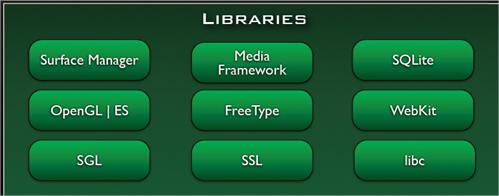 LIBRARIES
Surface Manager
Media
Framework
SQLite
OpenGL | ES
FreeType
WebKit
SGL
SSL
libc